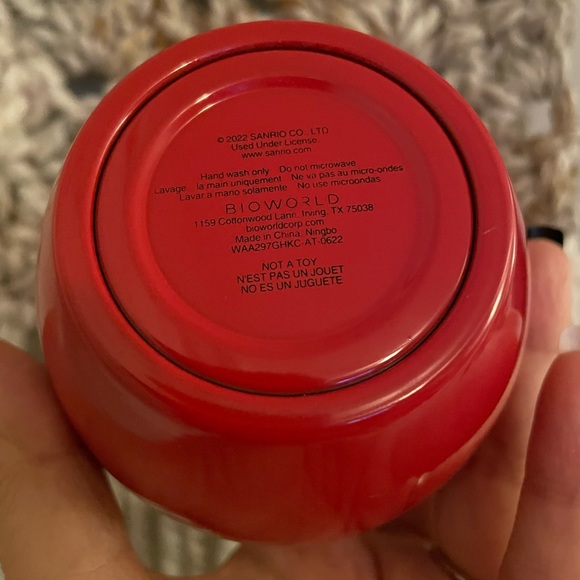 © 2022 SANRIO CO., LTD
Used Under License
www.sanrio.com
Hand wash only Do not microwave
Lavage la main uniquement Ne va pas au micro-ondes
Lavar a mano solamente No use microondas
BIOWORLD
1159 Cottonwood Lane, Irving, TX 75038
bioworldcorp.com
Made in China, Ningbo
WAA297GHKC-AT-0622
NOT A TOY
N'EST PAS UN JOUET
NO ES UN JUGUETE